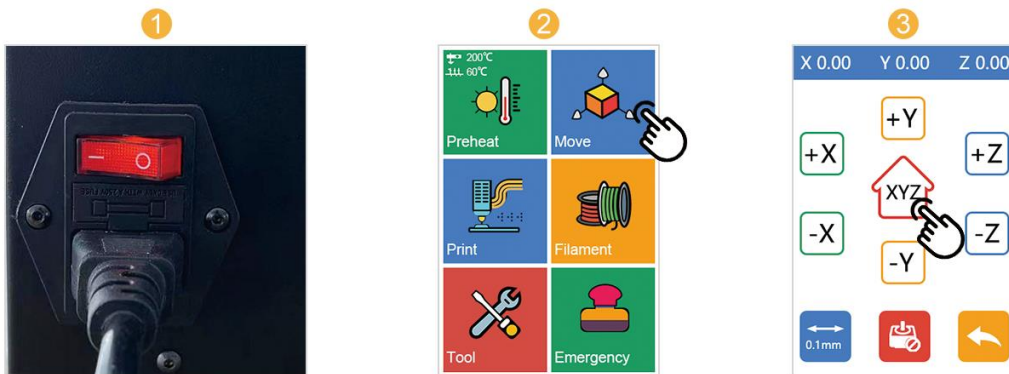 1
2
3
200℃
60℃
Preheat
Move
Print
Filament
Tool
Emergency
X 0.00 Y 0.00 Z 0.00
+Y
+X
+Z
XYZ
-X
-Z
-Y
0.1mm